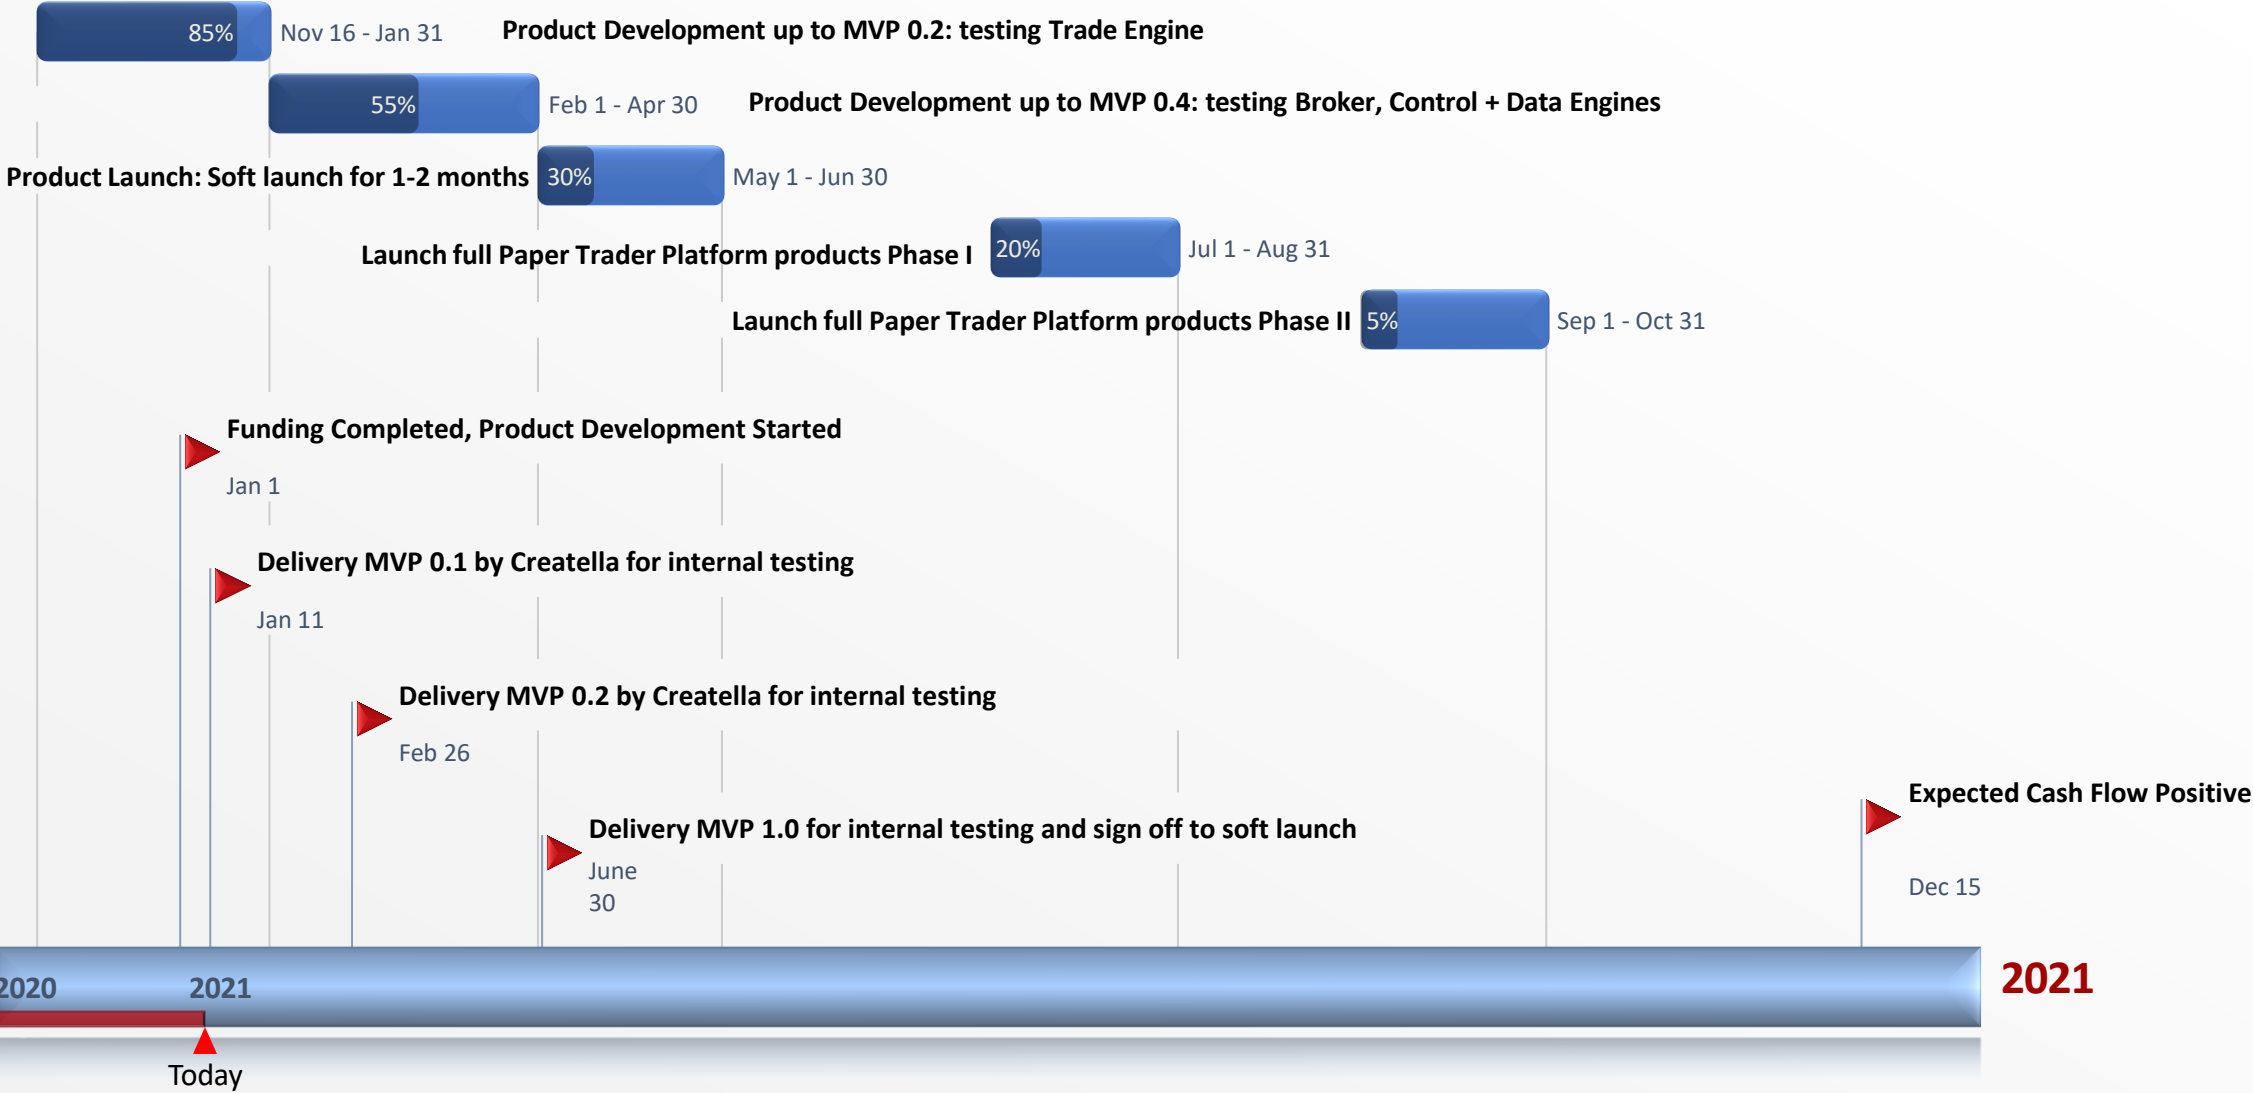 85% Nov 16 - Jan 31 Product Development up to MVP 0.2: testing Trade Engine
55% Feb 1 - Apr 30 Product Development up to MVP 0.4: testing Broker, Control + Data Engines
Product Launch: Soft launch for 1-2 months 30% May 1 - Jun 30
Launch full Paper Trader Platform products Phase I 20% Jul 1 - Aug 31
Launch full Paper Trader Platform products Phase II 5% Sep 1 - Oct 31
Funding Completed, Product Development Started
Jan 1
Delivery MVP 0.1 by Creatella for internal testing
Jan 11
Delivery MVP 0.2 by Creatella for internal testing
Feb 26
Expected Cash Flow Positive
Delivery MVP 1.0 for internal testing and sign off to soft launch
June
30
Dec 15
2020 2021 2021
Today